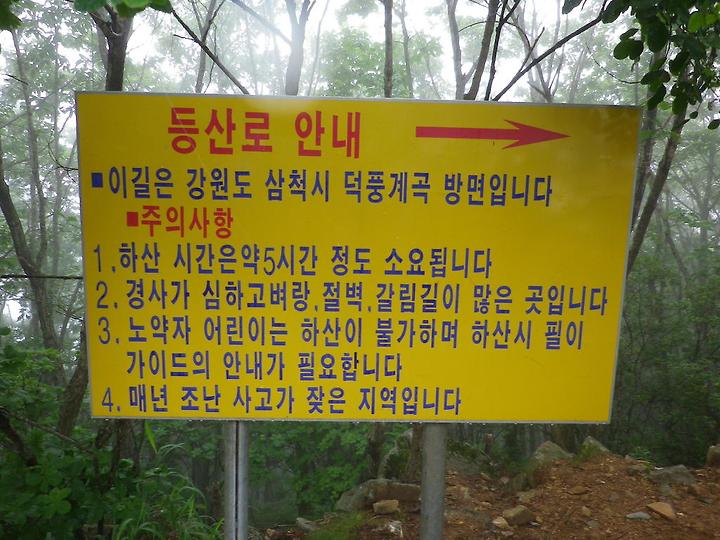 등산로 안내
이길은 강원도 삼척시 덕풍계곡 방면입니다
주의사항
1. 하산 시간은약5시간 정도 소요됩니다
2. 경사가 심하고벼랑, 절벽, 갈림길이 많은 곳입니다
3. 노약자 어린이는 하산이 불가하며 하산시 필이
가이드의 안내가 필요합니다
4. 매년 조난 사고가 잦은 지역입니다